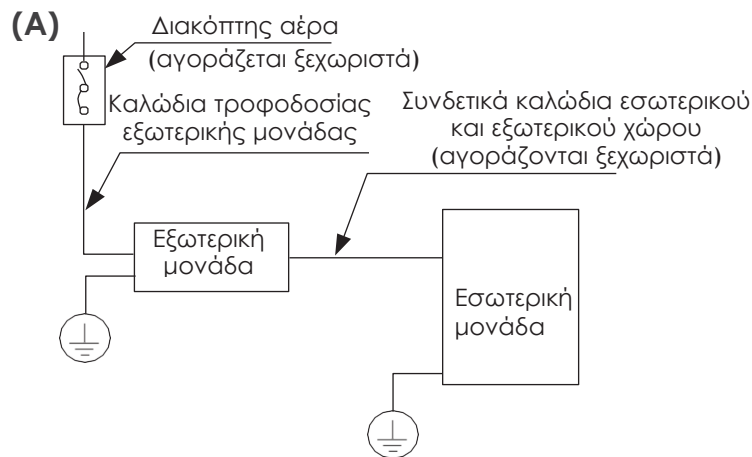 (A)
Διακόπτης αέρα
(αγοράζεται ξεχωριστά)
Καλώδια τροφοδοσίας
εξωτερικής μονάδας
Συνδετικά καλώδια εσωτερικού
και εξωτερικού χώρου
(αγοράζονται ξεχωριστά)
Εξωτερική
μονάδα
Εσωτερική
μονάδα